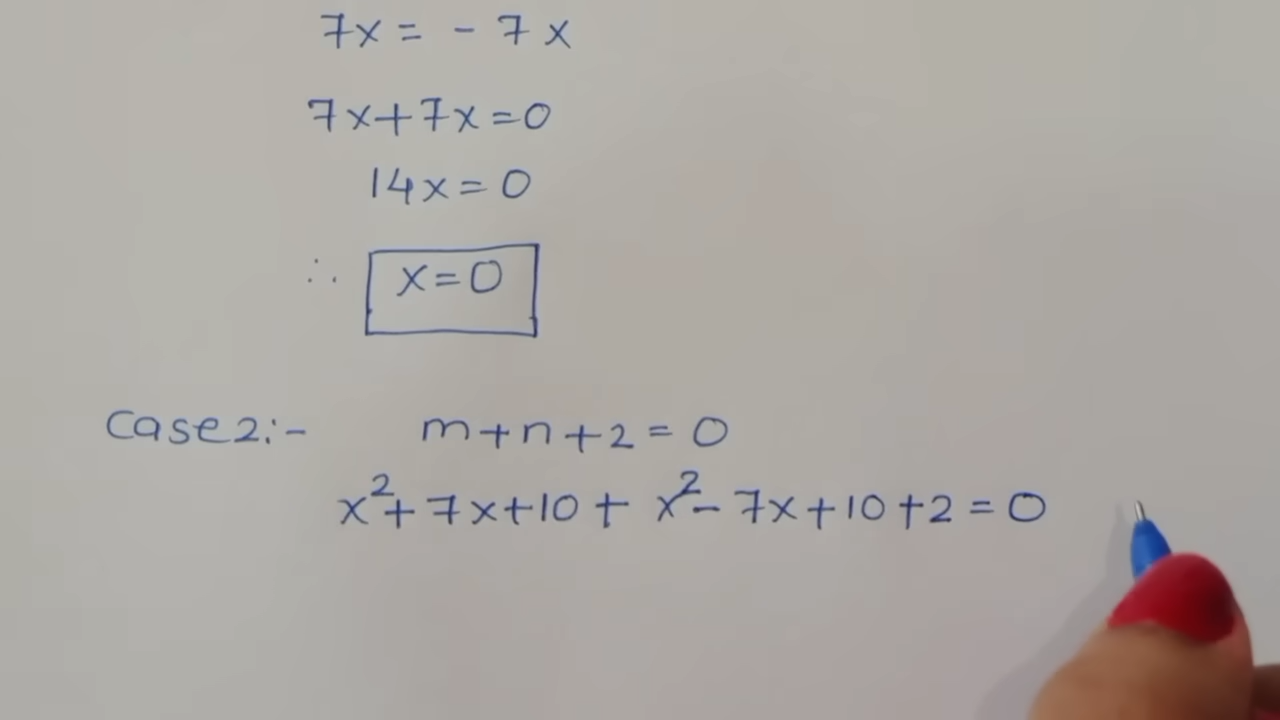 7x = - 7x
7x+7x=0
14x=0
∴ x=0
Case2:- m+n+2=0
x²+7x+10+ x²-7x+10+2=0